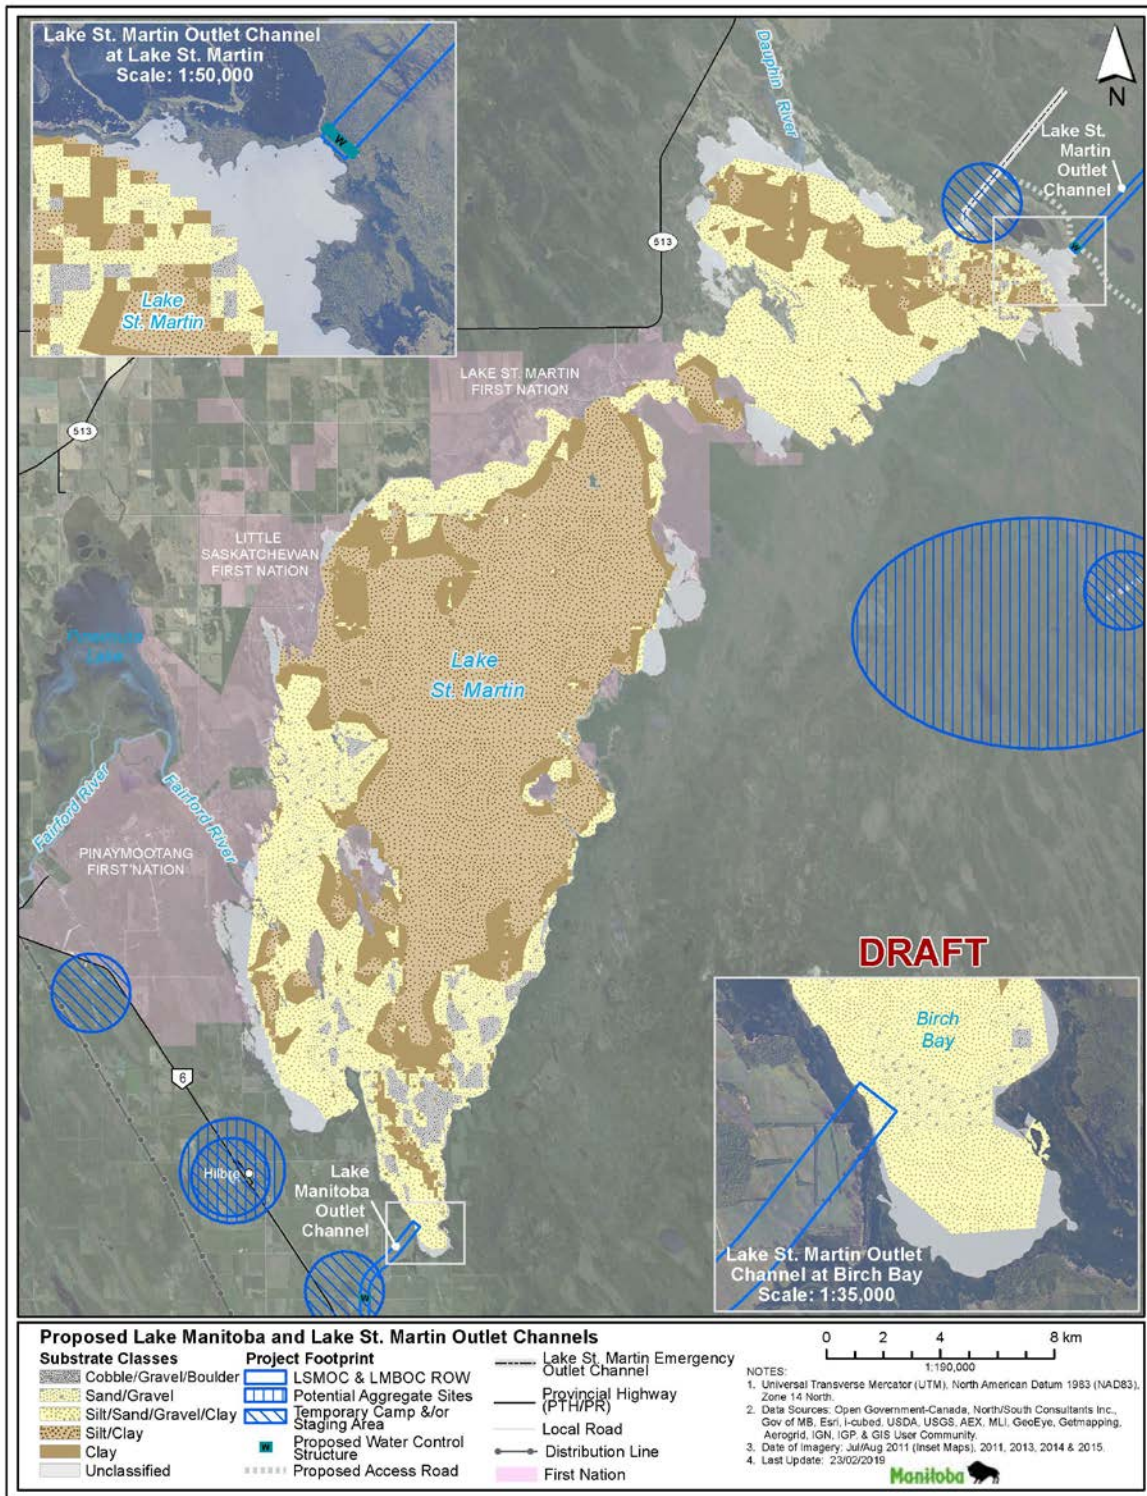 Lake St. Martin Outlet Channel
at Lake St. Martin
Scale: 1:50,000
W
Lake
St. Martin
Dauphin
River
N
Lake St.
Martin
Outlet
Channel
W
513
LAKE ST. MARTIN
FIRST NATION
513
LITTLE
SASKATCHEWAN
FIRST NATION
Lake
Lake
St. Martin
Fairford River
Fairford River
PINAYMOOTANG
FIRST NATION
6
Hilbre
Lake
Manitoba
Outlet
Channel
W
DRAFT
Birch
Bay
Lake St. Martin Outlet
Channel at Birch Bay
Scale: 1:35,000
Proposed Lake Manitoba and Lake St. Martin Outlet Channels
Substrate Classes
Cobble/Gravel/Boulder
Sand/Gravel
Silt/Sand/Gravel/Clay
Silt/Clay
Clay
Unclassified
Project Footprint
LSMOC & LMBOC ROW
Potential Aggregate Sites
Temporary Camp &/or
Staging Area
W
Proposed Water Control
Structure
Proposed Access Road
Lake St. Martin Emergency
Outlet Channel
Provincial Highway
(PTH/PR)
Local Road
Distribution Line
First Nation
0 2 4 8 km
1:190,000
NOTES:
1. Universal Transverse Mercator (UTM), North American Datum 1983 (NAD83),
Zone 14 North.
2. Data Sources: Open Government-Canada, North/South Consultants Inc.,
Gov of MB, Esri, i-cubed, USDA, USGS, AEX, MLI, GeoEye, Getmapping,
Aerogrid, IGN, IGP, & GIS User Community.
3. Date of Imagery: Jul/Aug 2011 (Inset Maps), 2011, 2013, 2014 & 2015.
4. Last Update: 23/02/2019
Manitoba